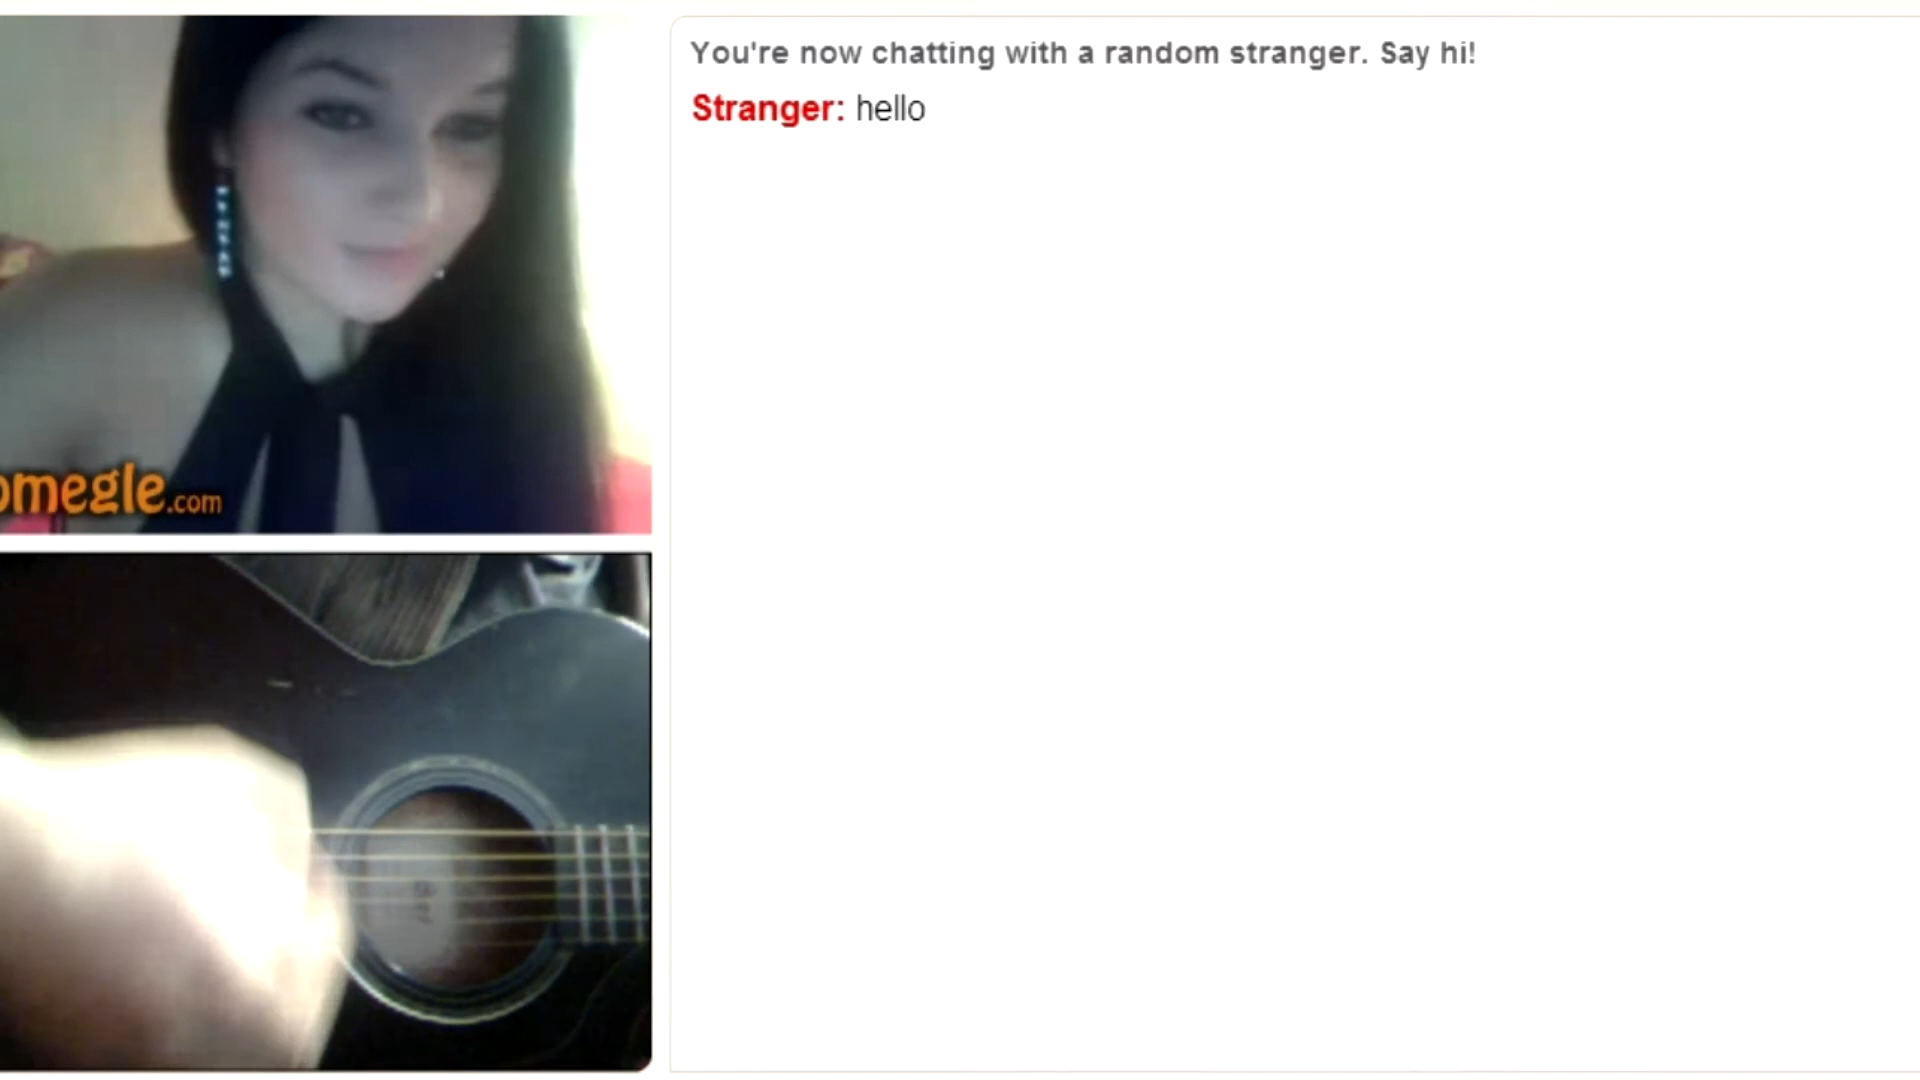 You're now chatting with a random stranger. Say hi!
Stranger: hello
omegle.com